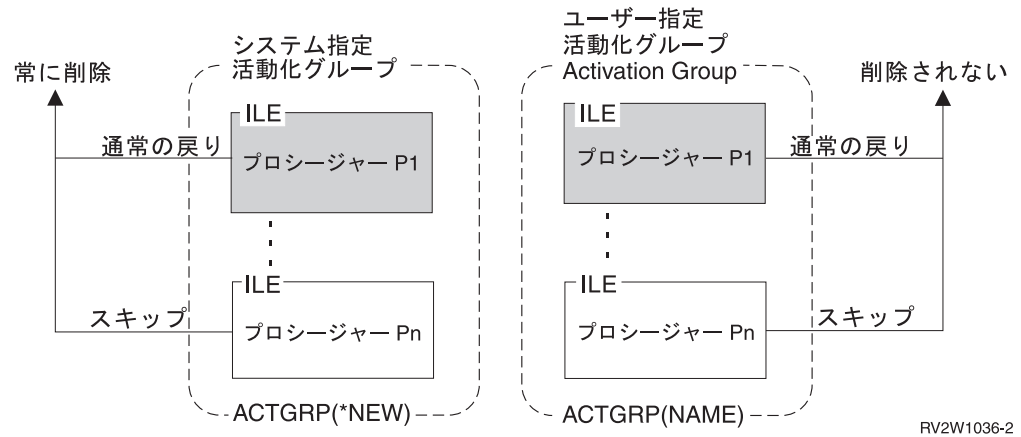 常に削除
システム指定
活動化グループ
ILE
通常の戻り
プロシージャー P1
ILE
スキップ
プロシージャー Pn
ACTGRP(*NEW)
ユーザー指定
活動化グループ
Activation Group
削除されない
ILE
プロシージャー P1
通常の戻り
ILE
プロシージャー Pn
スキップ
ACTGRP(NAME)
RV2W1036-2